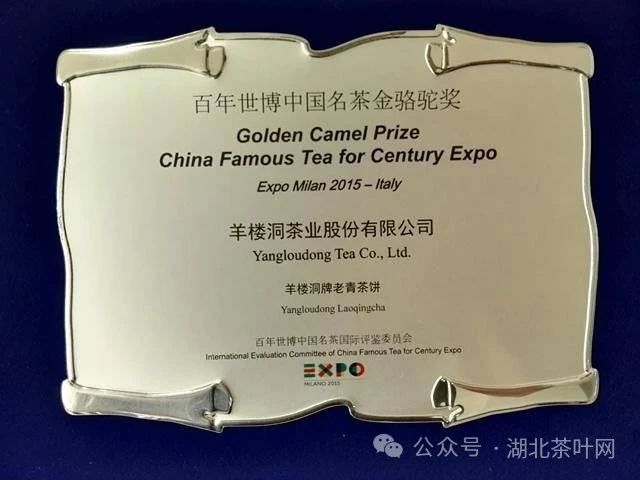 百年世博中国名茶金骆驼奖
Golden Camel Prize
China Famous Tea for Century Expo
Expo Milan 2015 – Italy
羊楼洞茶业股份有限公司
Yangloudong Tea Co., Ltd.
羊楼洞牌老青茶饼
Yangloudong Laoqingcha
百年世博中国名茶国际评鉴委员会
International Evaluation Committee of China Famous Tea for Century Expo
EXPO
MILANO 2015
公众号·湖北茶叶网